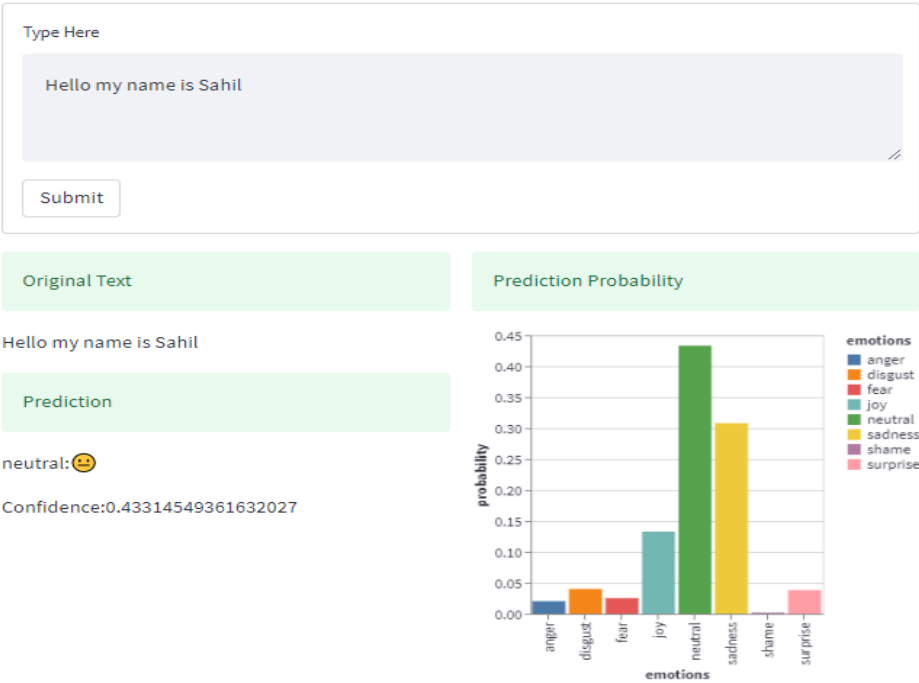 Type Here
Hello my name is Sahil
Submit
Original Text
Hello my name is Sahil
Prediction
neutral:😐
Confidence:0.43314549361632027
Prediction Probability
0.45
0.40
0.35
0.30
0.25
0.20
0.15
0.10
0.05
0.00
probability
anger
disgust
fear
joy
neutral
sadness
shame
surprise
emotions
emotions
anger
disgust
fear
joy
neutral
sadness
shame
surprise